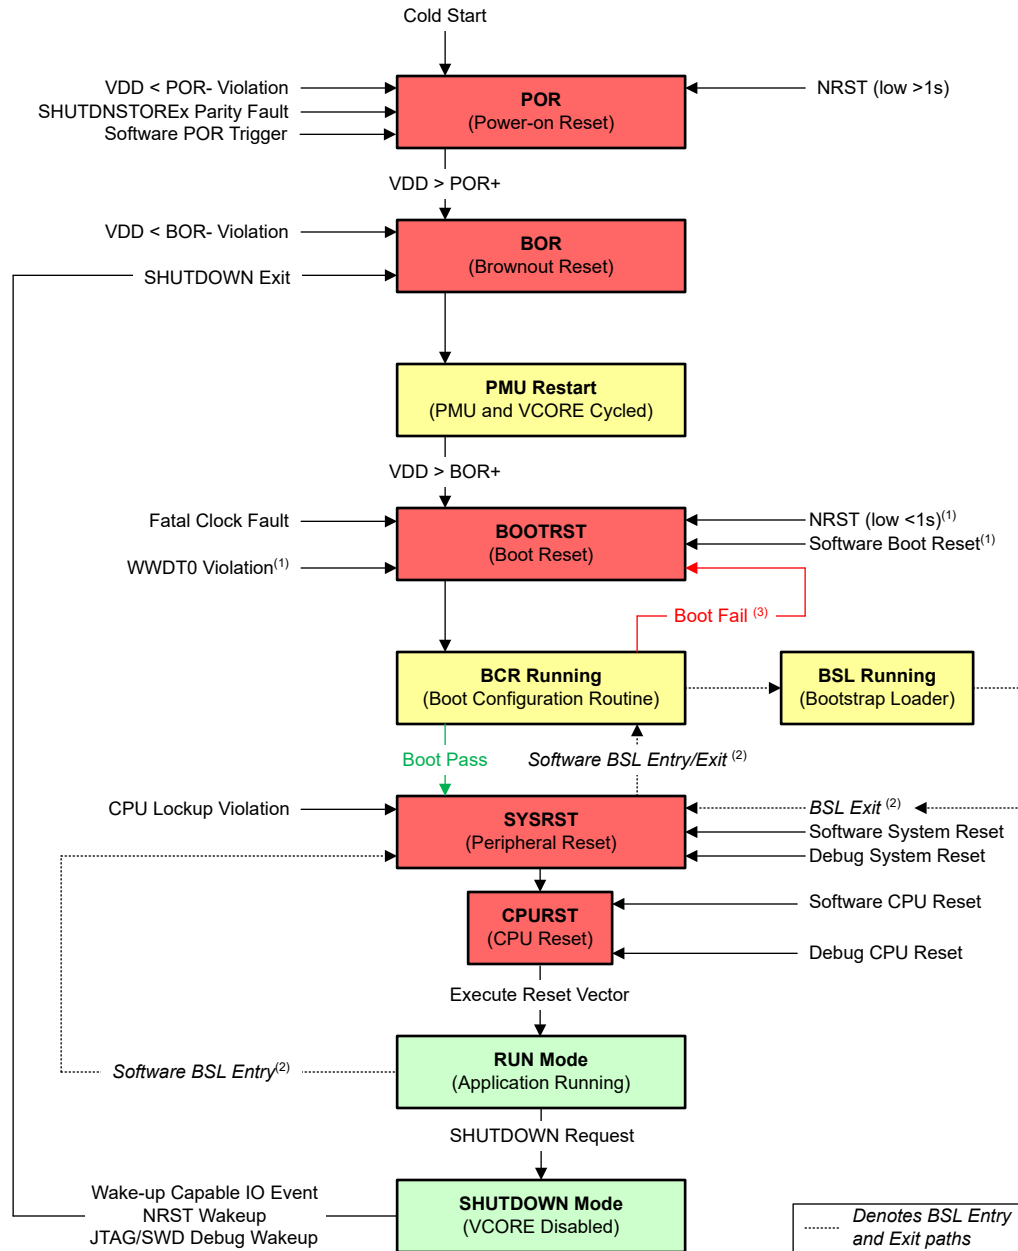 Cold Start
VDD < POR- Violation
SHUTDNSTOREx Parity Fault
Software POR Trigger
POR
(Power-on Reset)
NRST (low >1s)
VDD > POR+
VDD < BOR- Violation
SHUTDOWN Exit
BOR
(Brownout Reset)
PMU Restart
(PMU and VCORE Cycled)
VDD > BOR+
Fatal Clock Fault
WWDT0 Violation(1)
BOOTRST
(Boot Reset)
NRST (low <1s)(1)
Software Boot Reset(1)
Boot Fail (3)
BCR Running
(Boot Configuration Routine)
BSL Running
(Bootstrap Loader)
Boot Pass
Software BSL Entry/Exit (2)
CPU Lockup Violation
SYSRST
(Peripheral Reset)
BSL Exit (2)
Software System Reset
Debug System Reset
CPURST
(CPU Reset)
Software CPU Reset
Debug CPU Reset
Execute Reset Vector
Software BSL Entry(2)
RUN Mode
(Application Running)
SHUTDOWN Request
Wake-up Capable IO Event
NRST Wakeup
JTAG/SWD Debug Wakeup
SHUTDOWN Mode
(VCORE Disabled)
Denotes BSL Entry
and Exit paths